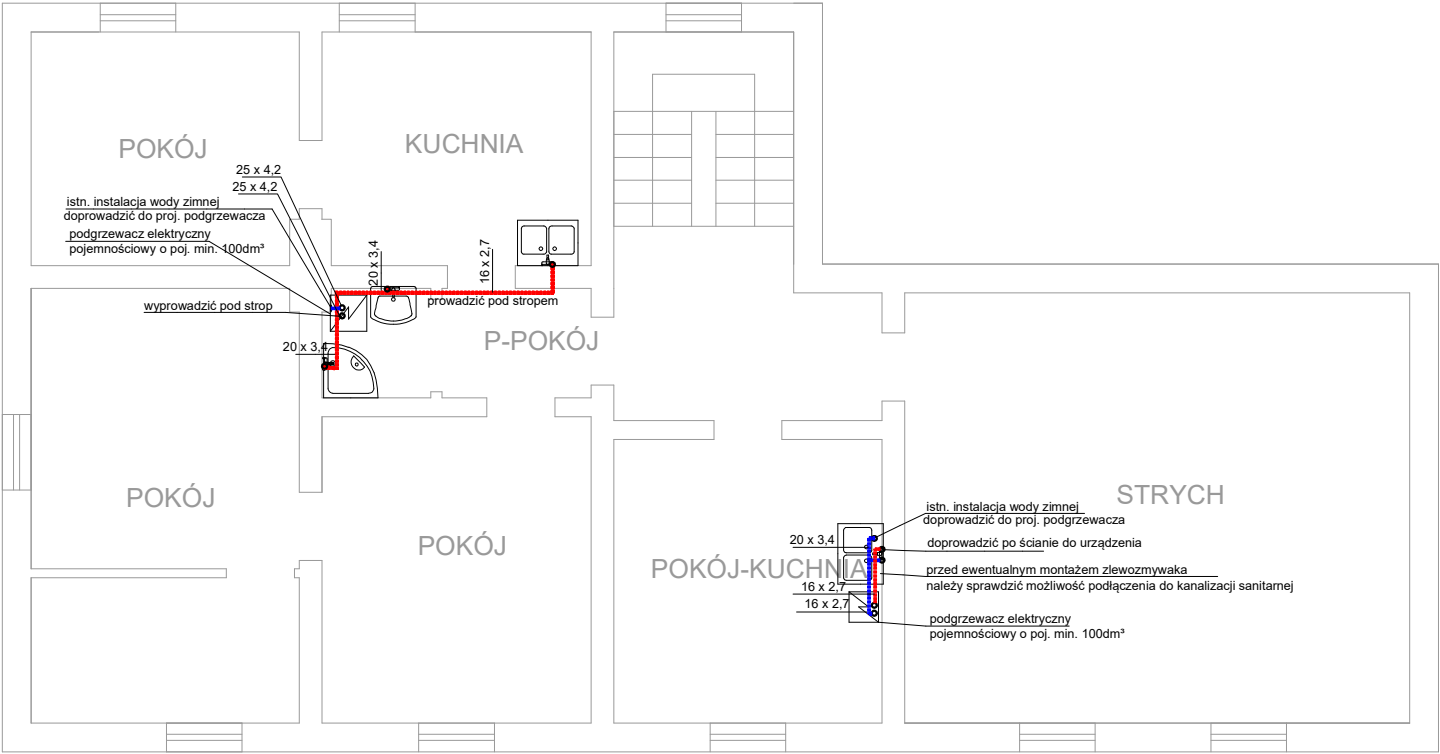 POKÓJ
KUCHNIA
25 x 4,2
25 x 4,2
istn. instalacja wody zimnej
doprowadzić do proj. podgrzewacza
podgrzewacz elektryczny
pojemnościowy o poj. min. 100dm³
wyprowadzić pod strop
20 x 3,4
20 x 3,4
16 x 2,7
prowadzić pod stropem
P-POKÓJ
POKÓJ
POKÓJ
POKÓJ-KUCHNIA
20 x 3,4
16 x 2,7
16 x 2,7
STRYCH
istn. instalacja wody zimnej
doprowadzić do proj. podgrzewacza
doprowadzić po ścianie do urządzenia
przed ewentualnym montażem zlewozmywaka
należy sprawdzić możliwość podłączenia do kanalizacji sanitarnej
podgrzewacz elektryczny
pojemnościowy o poj. min. 100dm³